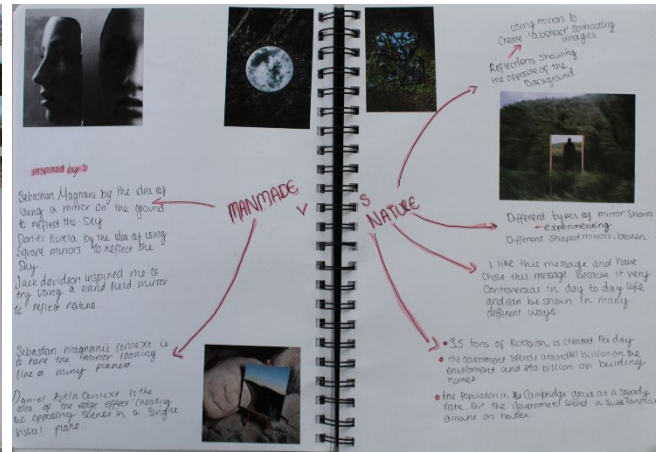 inspired by:
Sebastian Magnani by the idea of
using a mirror on the ground
to reflect the sky
Daniel Kukla by the idea of using
Square mirrors to reflect the
Sky.
Jack davidson inspired me to
try using a hand held mirror
to reflect nature.
Sebastian magnani's context is
to have the mirror looking
like a miny planet.
Daniel Kukla Context is the
idea of the edge effect creating
two opposing scenes in a single
visual plane.
MANMADE
V
S
NATURE
using mirrors to
Create 'abstract' contrasting
images
Reflections showing
the opposite of the
Background.
Different types of mirror shards
- experimenting
Different shaped mirrors, broken.
I like this message and have
chose this message Because it very
Controversial in day to day life
and can be shown in many
different ways
• 3.5 tons of Rubbish is created per day
• the government spends around billion on the
enviroment and billion on building
homes
• the population in Cambridge grows at a steady
rate. but the government spend a
amount on houses